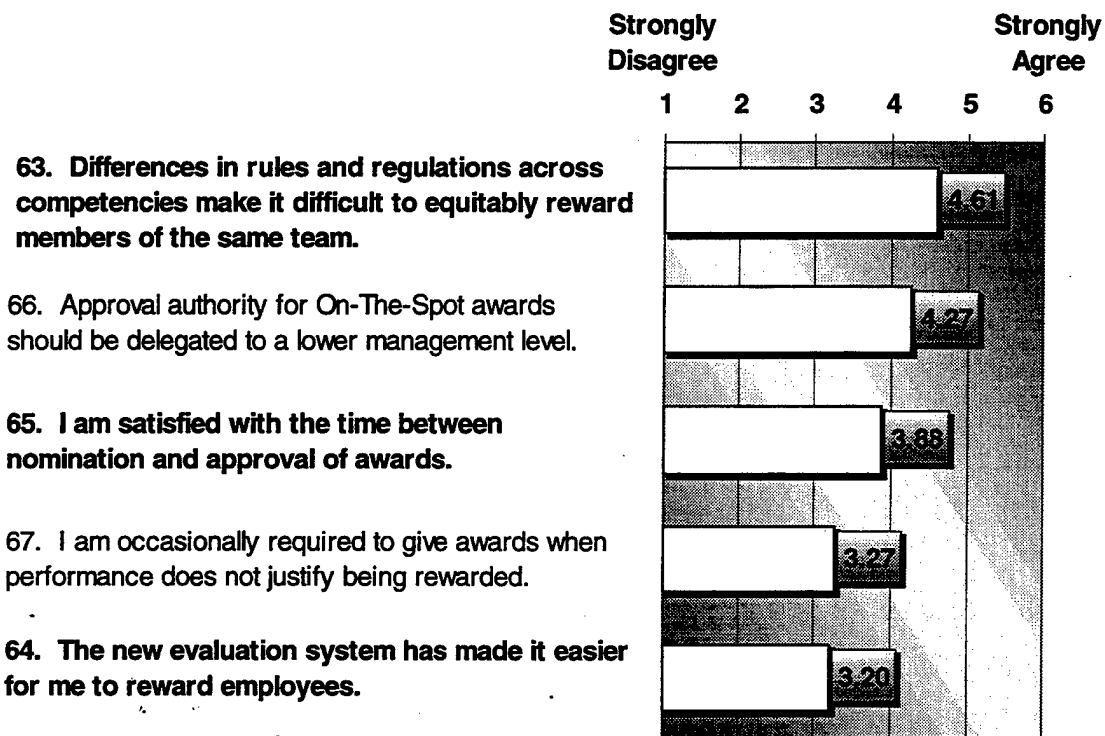 Strongly Strongly
Disagree Agree
1 2 3 4 5 6
63. Differences in rules and regulations across
competencies make it difficult to equitably reward
members of the same team.
4.61
66. Approval authority for On-The-Spot awards
should be delegated to a lower management level.
4.27
65. I am satisfied with the time between
nomination and approval of awards.
3.88
67. I am occasionally required to give awards when
performance does not justify being rewarded.
3.27
64. The new evaluation system has made it easier
for me to reward employees.
3.20